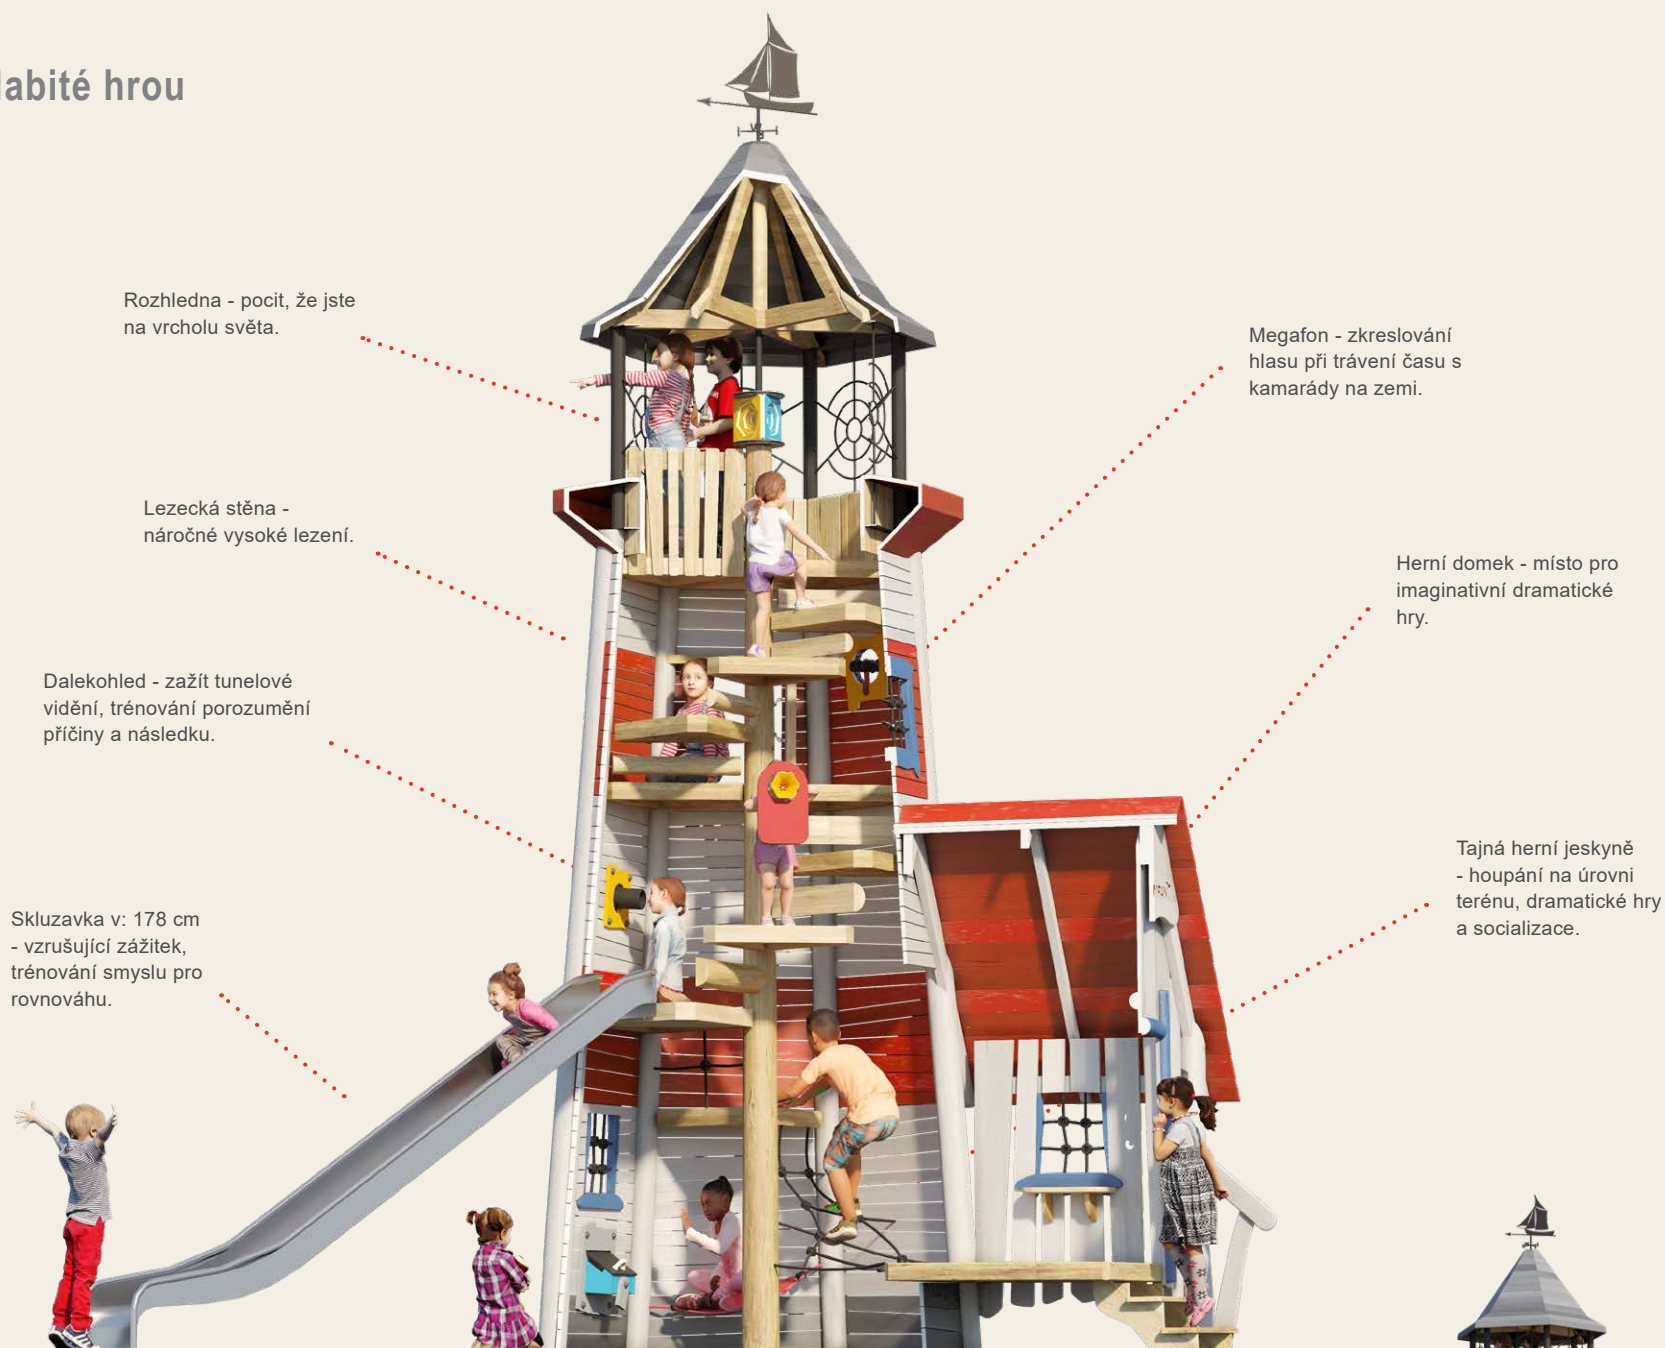 abité hrou
Rozhledna - pocit, že jste
na vrcholu světa.
Megafon - zkreslování
hlasu při trávení času s
kamarády na zemi.
Lezecká stěna -
náročné vysoké lezení.
Herní domek - místo pro
imaginativní dramatické
hry.
Dalekohled - zažít tunelové
vidění, trénování porozumění
příčiny a následku.
Tajná herní jeskyně
- houpání na úrovni
terénu, dramatické hry
a socializace.
Skluzavka v: 178 cm
- vzrušující zážitek,
trénování smyslu pro
rovnováhu.